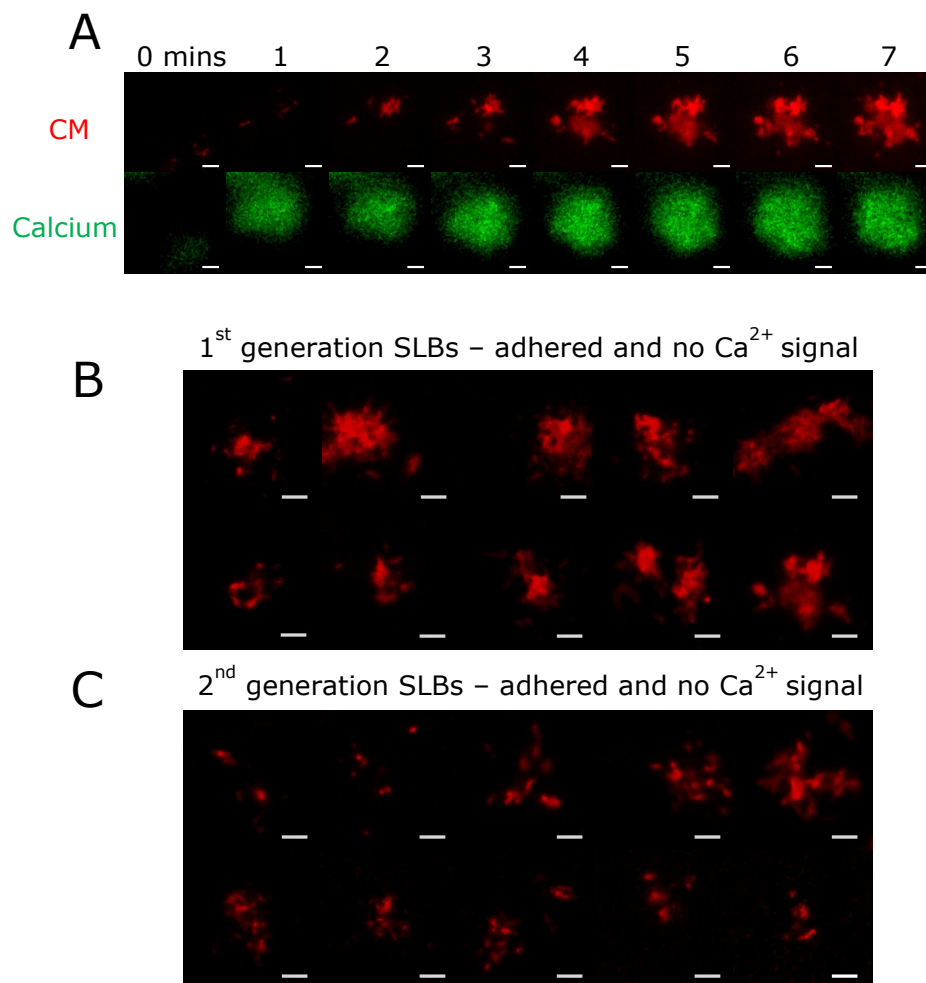 A
0 mins 1 2 3 4 5 6 7
CM
Calcium
B
1st generation SLBs – adhered and no Ca2+ signal
C
2nd generation SLBs – adhered and no Ca2+ signal